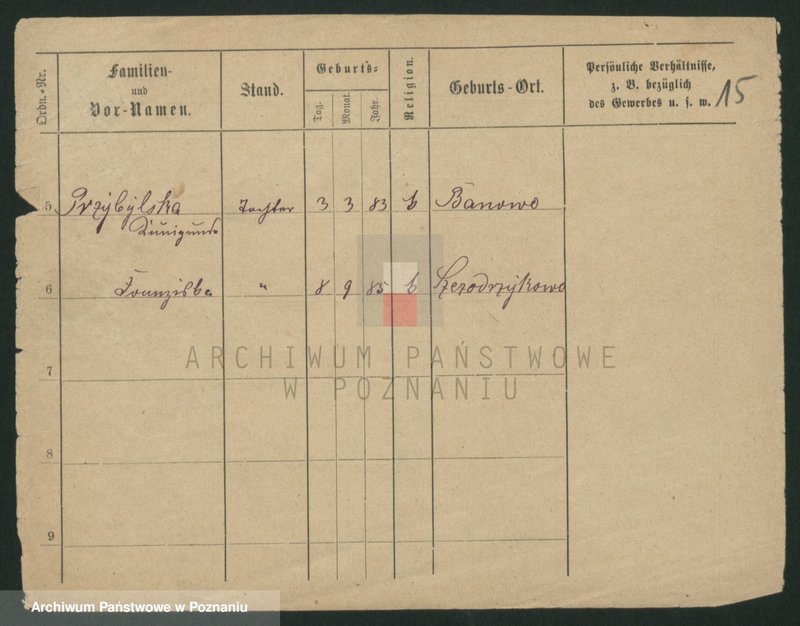 Ordn.-Nr.
Familien-
und
Vor-Namen.
Stand.
Geburts-
Tag.
Monat.
Jahr.
Religion.
Geburts-Ort.
Persönliche Verhältnisse,
z. B. bezüglich
des Gewerbes u. s. w.
15
5 Przybylska Tochter 3 3 83 Banowo
Kunigunde
6 Franziska " 8 9 85 Szczodrzykowo
ARCHIWUM PAŃSTWOWE
W POZNANIU
7
8
9
Archiwum Państwowe w Poznaniu